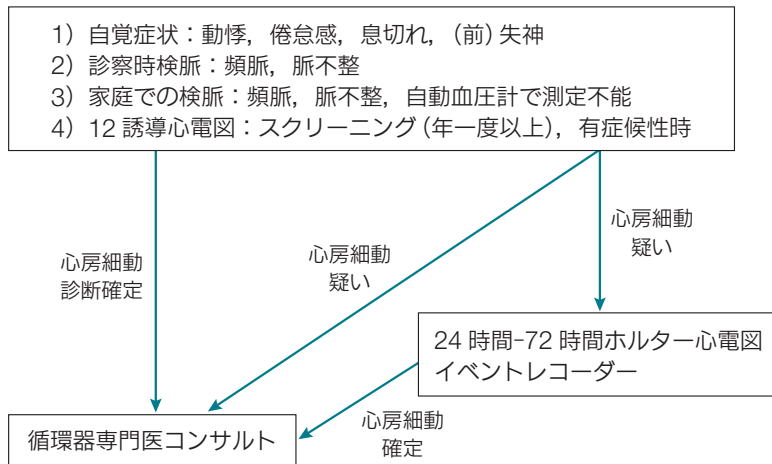 1）自覚症状：動悸，倦怠感，息切れ，（前）失神
2）診察時検脈：頻脈，脈不整
3）家庭での検脈：頻脈，脈不整，自動血圧計で測定不能
4）12 誘導心電図：スクリーニング（年一度以上），有症候性時
心房細動
診断確定
心房細動
疑い
心房細動
疑い
24 時間-72 時間ホルター心電図
イベントレコーダー
心房細動
確定
循環器専門医コンサルト